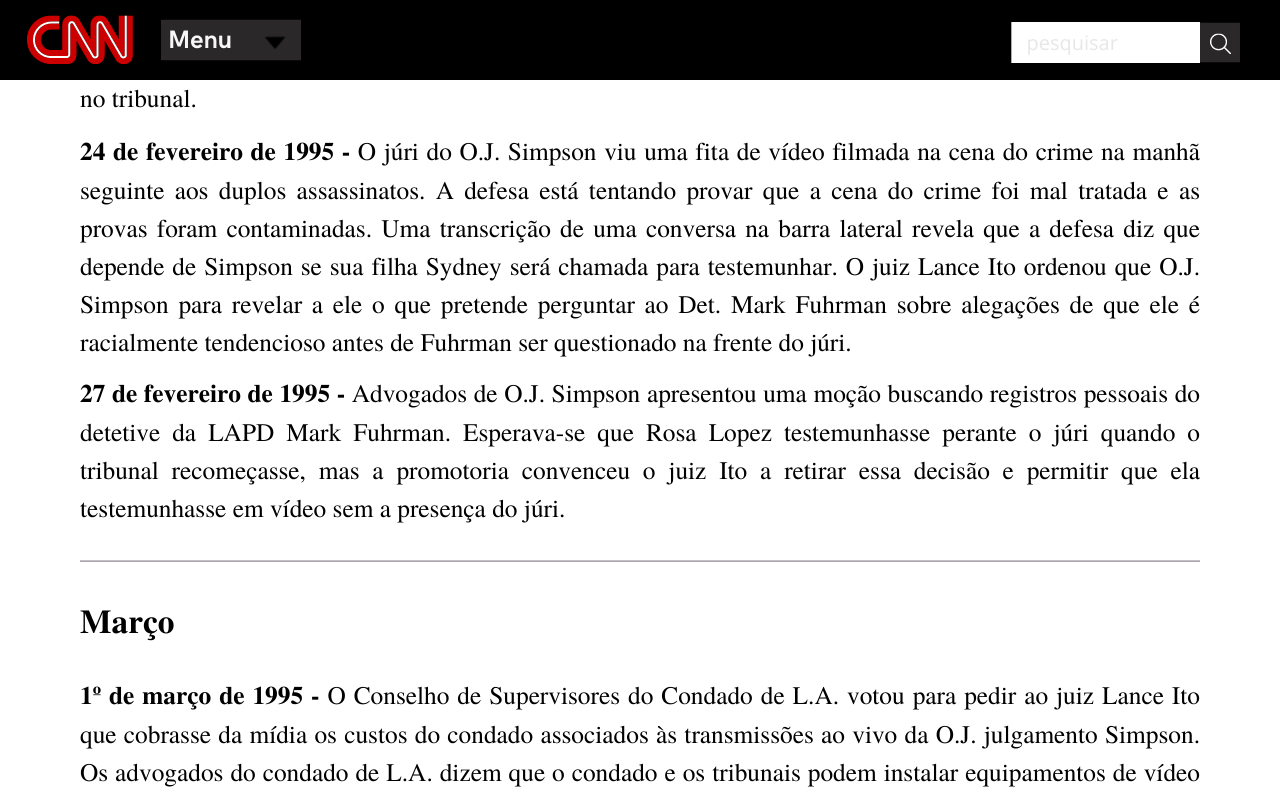 CNN
Menu
pesquisar
no tribunal.
24 de fevereiro de 1995 - O júri do O.J. Simpson viu uma fita de vídeo filmada na cena do crime na manhã
seguinte aos duplos assassinatos. A defesa está tentando provar que a cena do crime foi mal tratada e as
provas foram contaminadas. Uma transcrição de uma conversa na barra lateral revela que a defesa diz que
depende de Simpson se sua filha Sydney será chamada para testemunhar. O juiz Lance Ito ordenou que O.J.
Simpson para revelar a ele o que pretende perguntar ao Det. Mark Fuhrman sobre alegações de que ele é
racialmente tendencioso antes de Fuhrman ser questionado na frente do júri.
27 de fevereiro de 1995 - Advogados de O.J. Simpson apresentou uma moção buscando registros pessoais do
detetive da LAPD Mark Fuhrman. Esperava-se que Rosa Lopez testemunhasse perante o júri quando o
tribunal recomeçasse, mas a promotoria convenceu o juiz Ito a retirar essa decisão e permitir que ela
testemunhasse em vídeo sem a presença do júri.
Março
1º de março de 1995 - O Conselho de Supervisores do Condado de L.A. votou para pedir ao juiz Lance Ito
que cobrasse da mídia os custos do condado associados às transmissões ao vivo da O.J. julgamento Simpson.
Os advogados do condado de L.A. dizem que o condado e os tribunais podem instalar equipamentos de vídeo